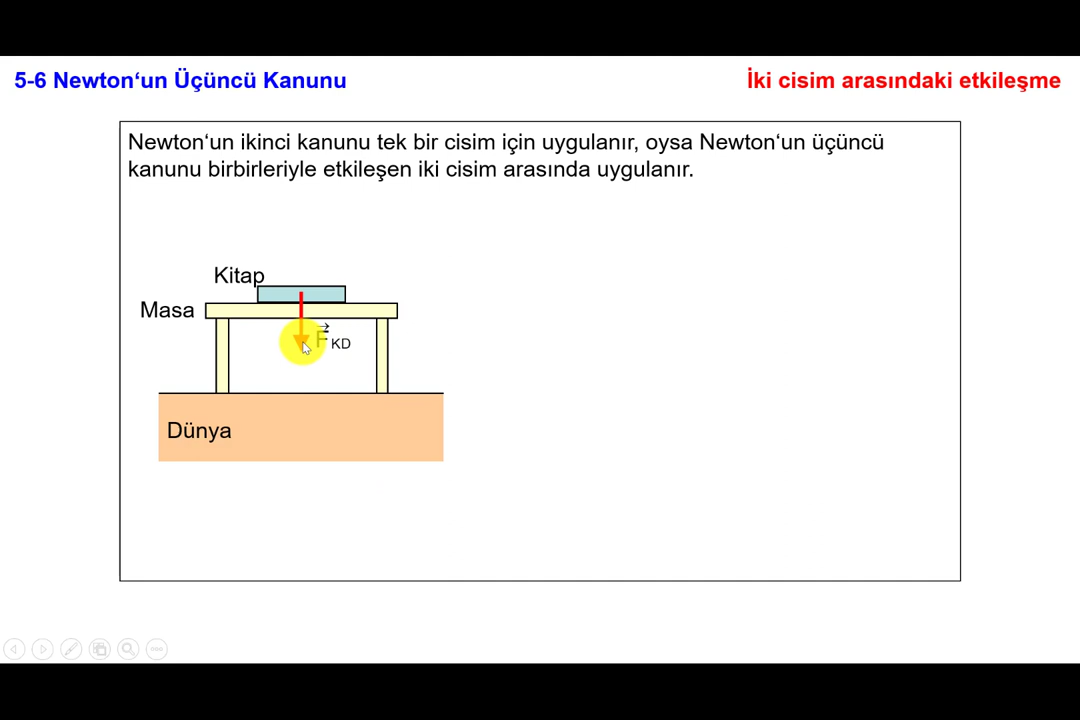 5-6 Newton‘un Üçüncü Kanunu
İki cisim arasındaki etkileşme
Newton‘un ikinci kanunu tek bir cisim için uygulanır, oysa Newton‘un üçüncü
kanunu birbirleriyle etkileşen iki cisim arasında uygulanır.
Kitap
Masa
F KD
Dünya